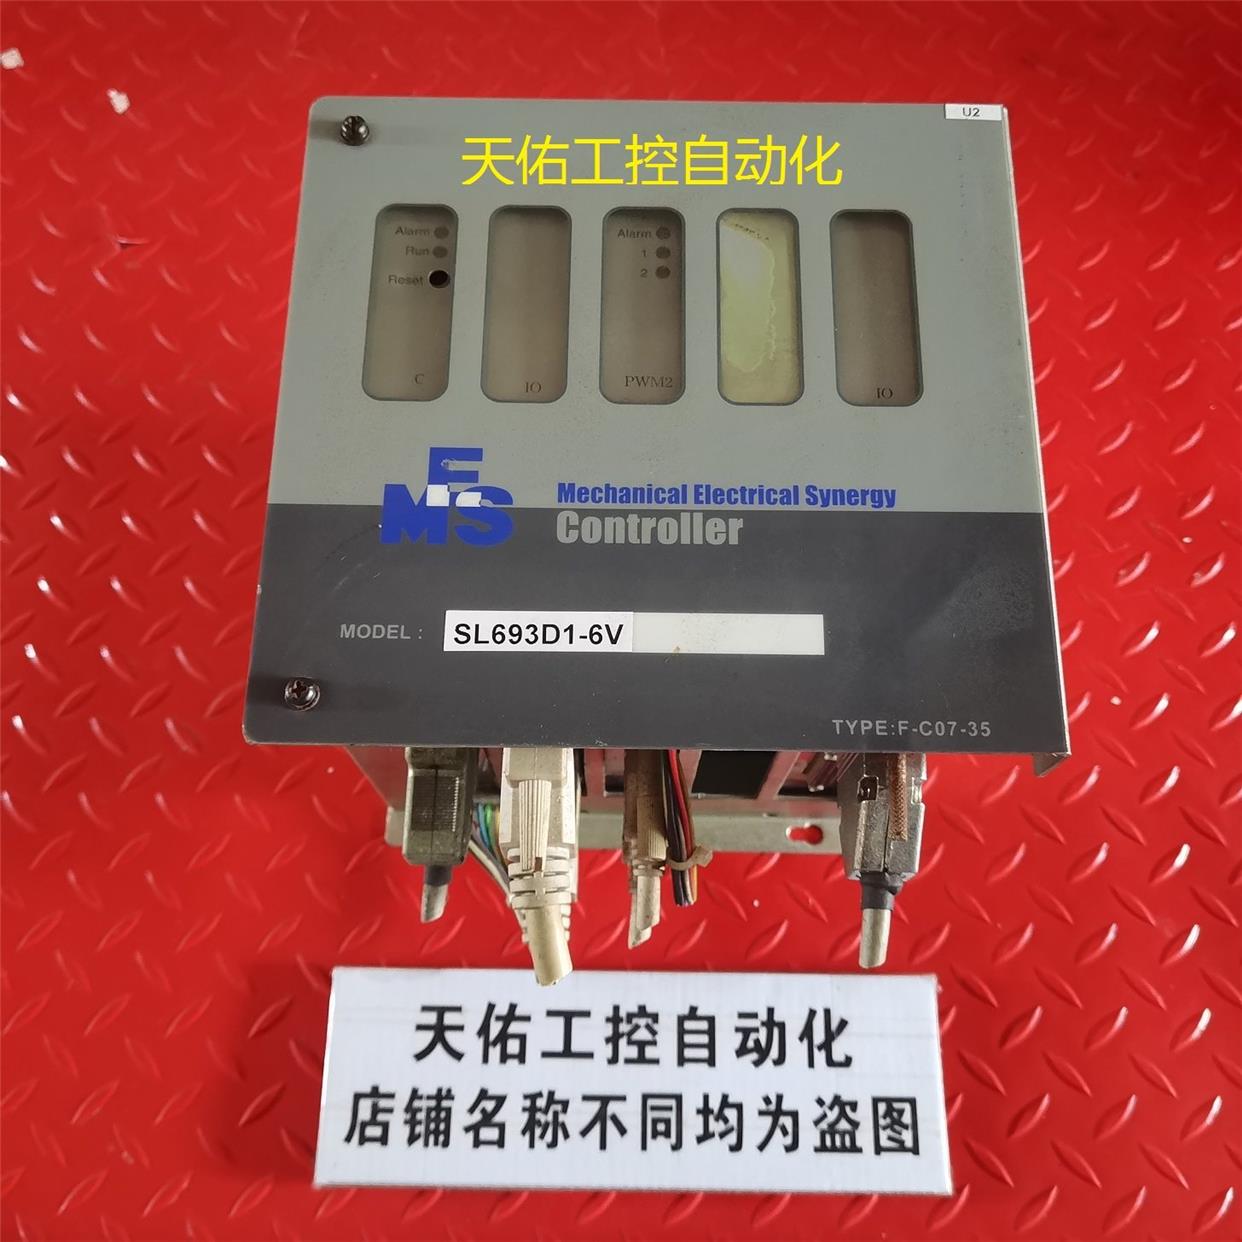 U2
天佑工控自动化
Alarm
Run
Reset
C
IO
Alarm
1
2
PWM2
IO
MES
Mechanical Electrical Synergy
Controller
MODEL : SL693D1-6V
TYPE:F-C07-35
天佑工控自动化
店铺名称不同均为盗图